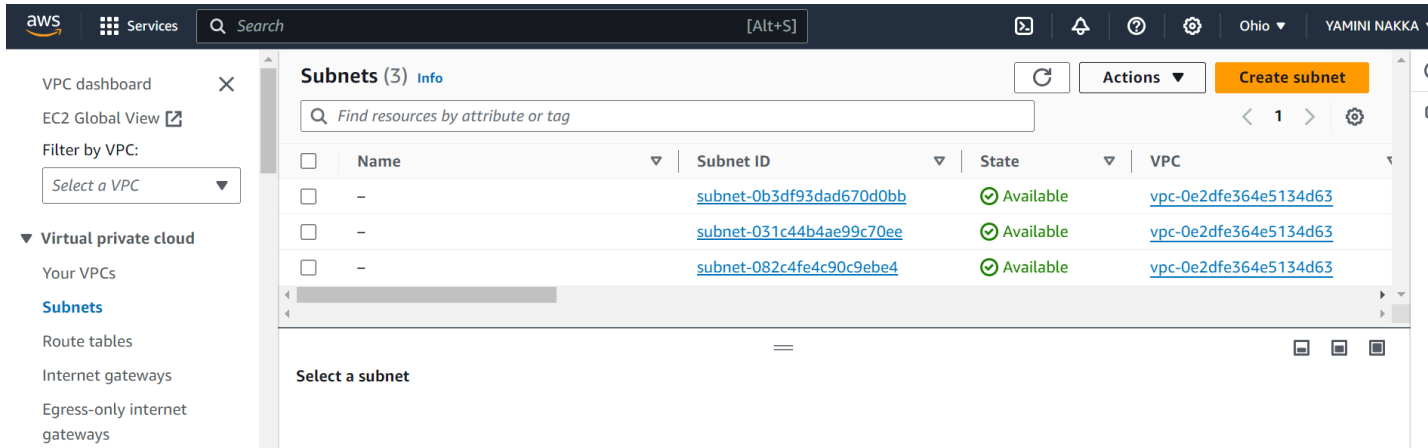 aws Services Search [Alt+S] Ohio YAMINI NAKKA
VPC dashboard
EC2 Global View
Filter by VPC:
Select a VPC
Virtual private cloud
Your VPCs
Subnets
Route tables
Internet gateways
Egress-only internet
gateways
Subnets (3) Info Actions Create subnet
Find resources by attribute or tag 1
Name Subnet ID State VPC
– subnet-0b3df93dad670d0bb Available vpc-0e2dfe364e5134d63
– subnet-031c44b4ae99c70ee Available vpc-0e2dfe364e5134d63
– subnet-082c4fe4c90c9ebe4 Available vpc-0e2dfe364e5134d63
Select a subnet